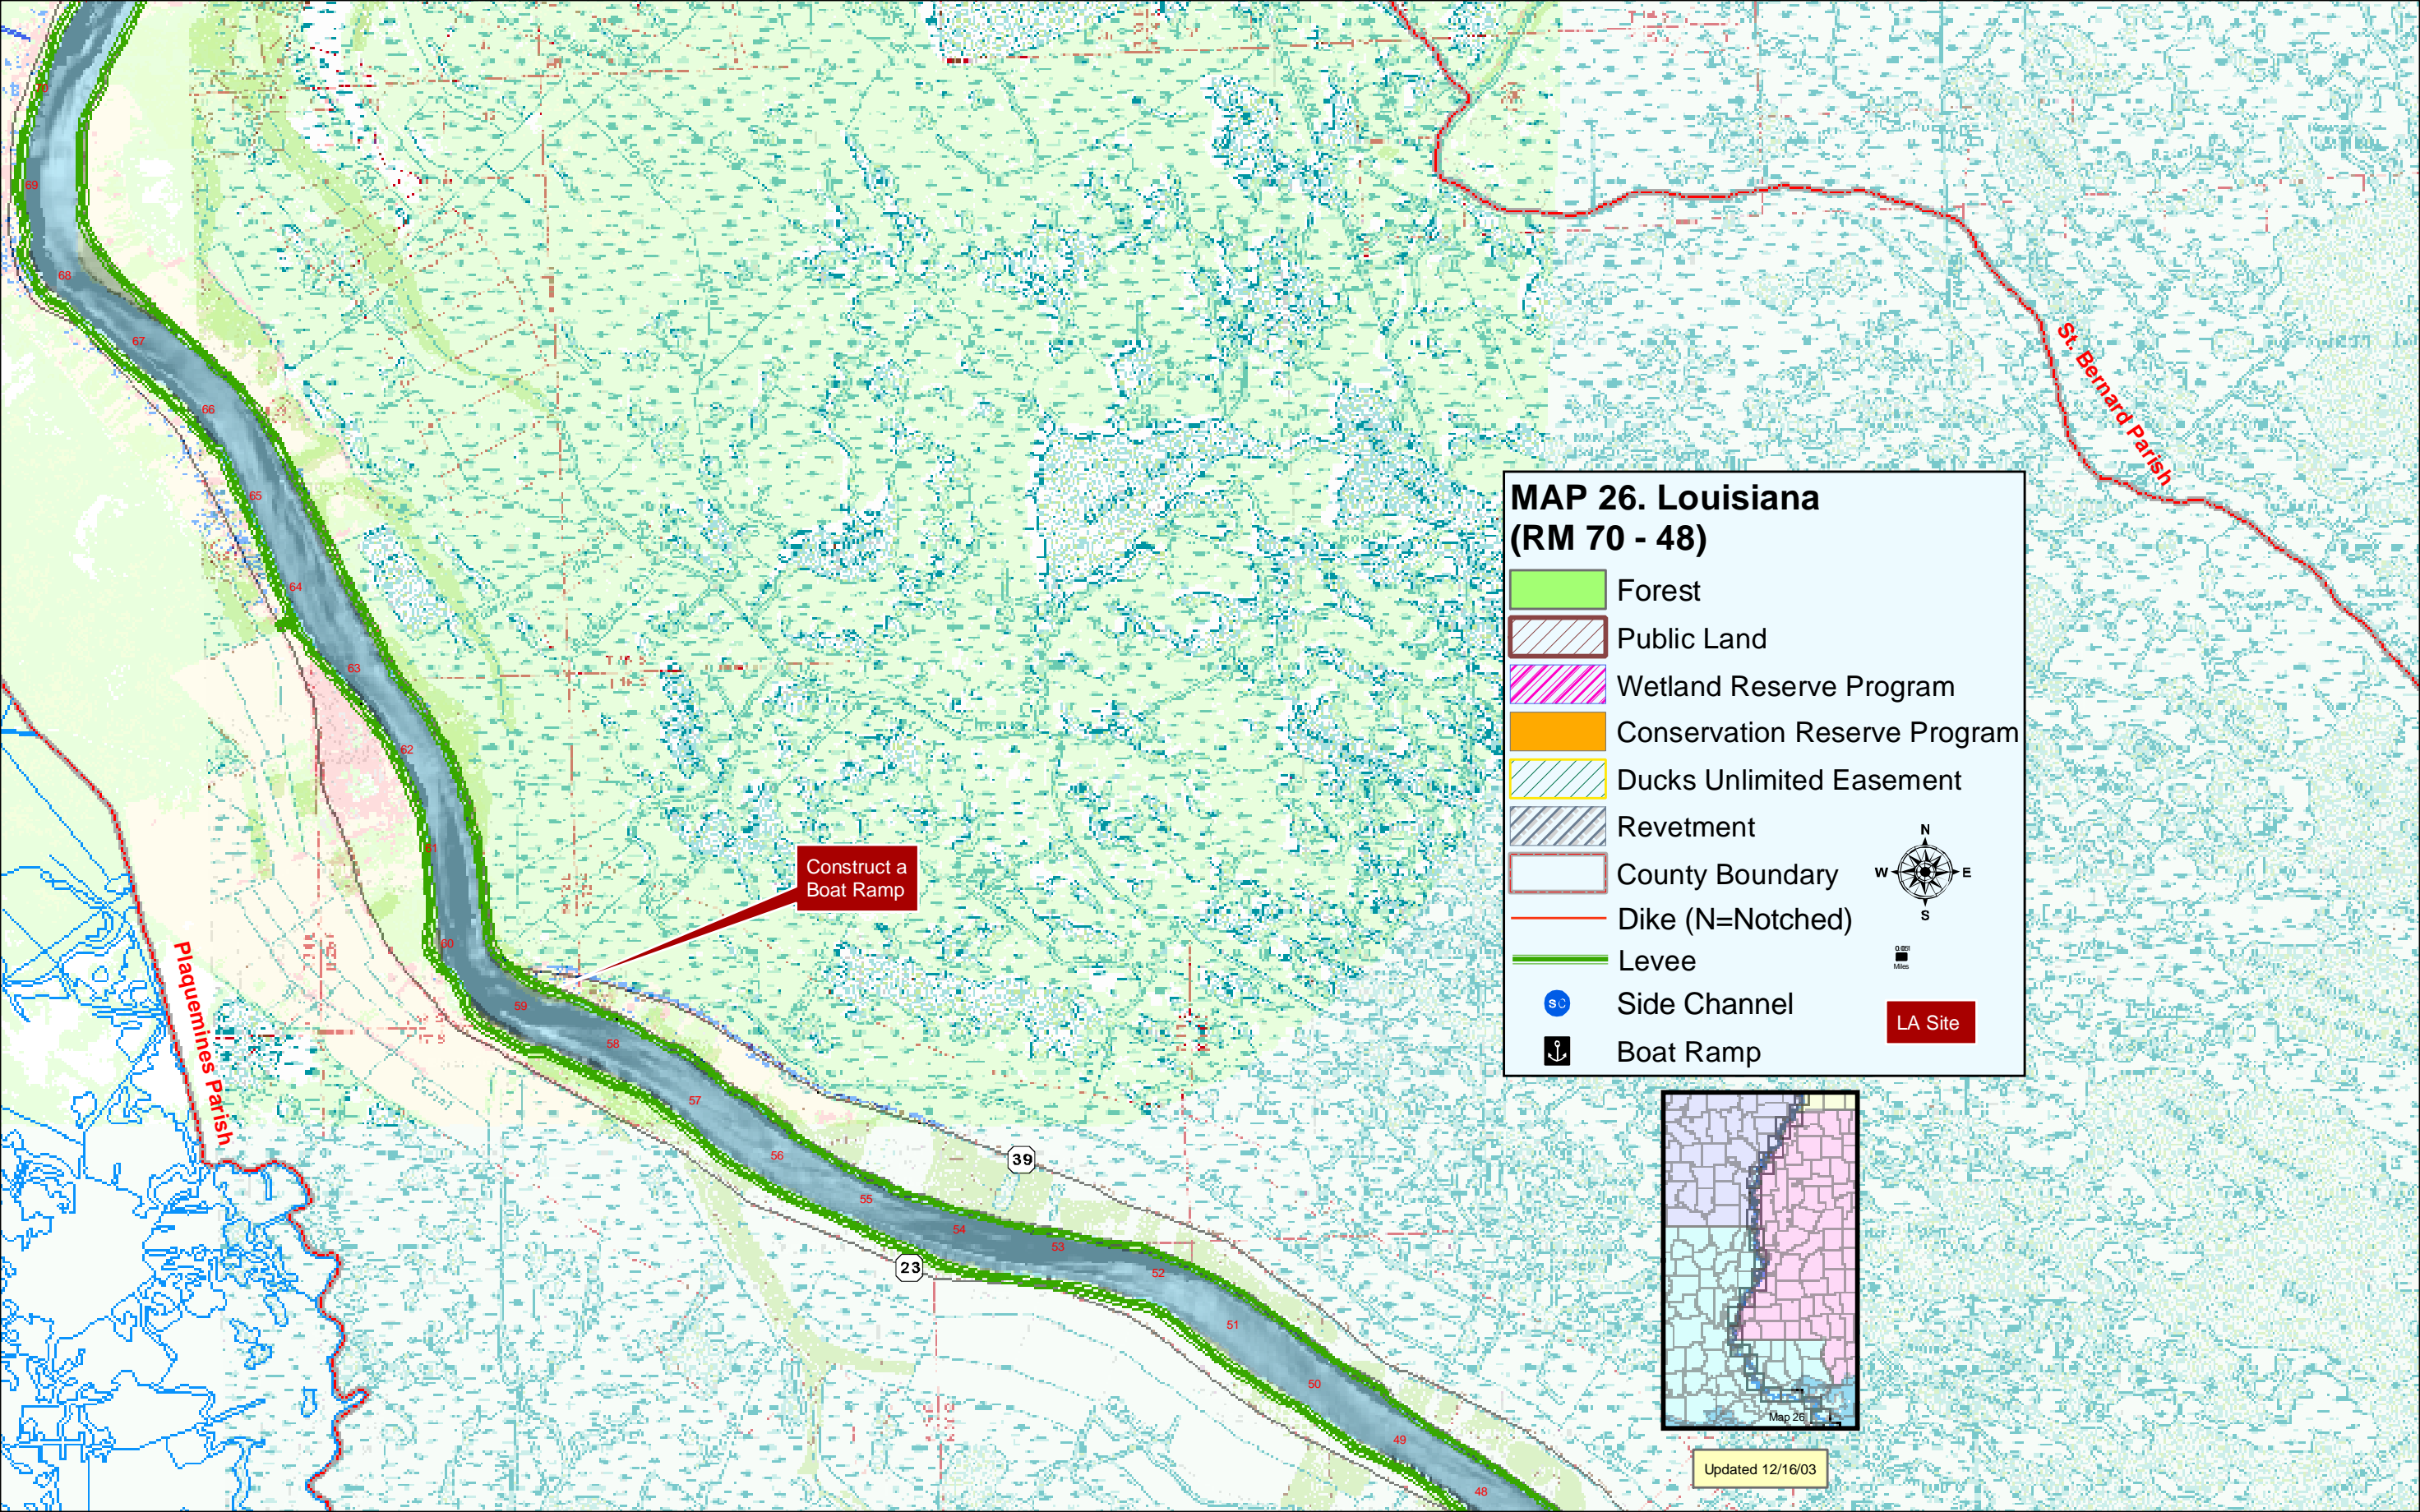 70
69
68
67
66
65
64
63
62
61
60
59
58
57
56
55
54
53
52
51
50
49
48
Construct a
Boat Ramp
39
23
Plaquemines Parish
St. Bernard Parish
MAP 26. Louisiana
(RM 70 - 48)
Forest
Public Land
Wetland Reserve Program
Conservation Reserve Program
Ducks Unlimited Easement
Revetment
County Boundary
Dike (N=Notched)
Levee
SC Side Channel
Boat Ramp
N
W E
S
Miles
LA Site
Map 26
Updated 12/16/03